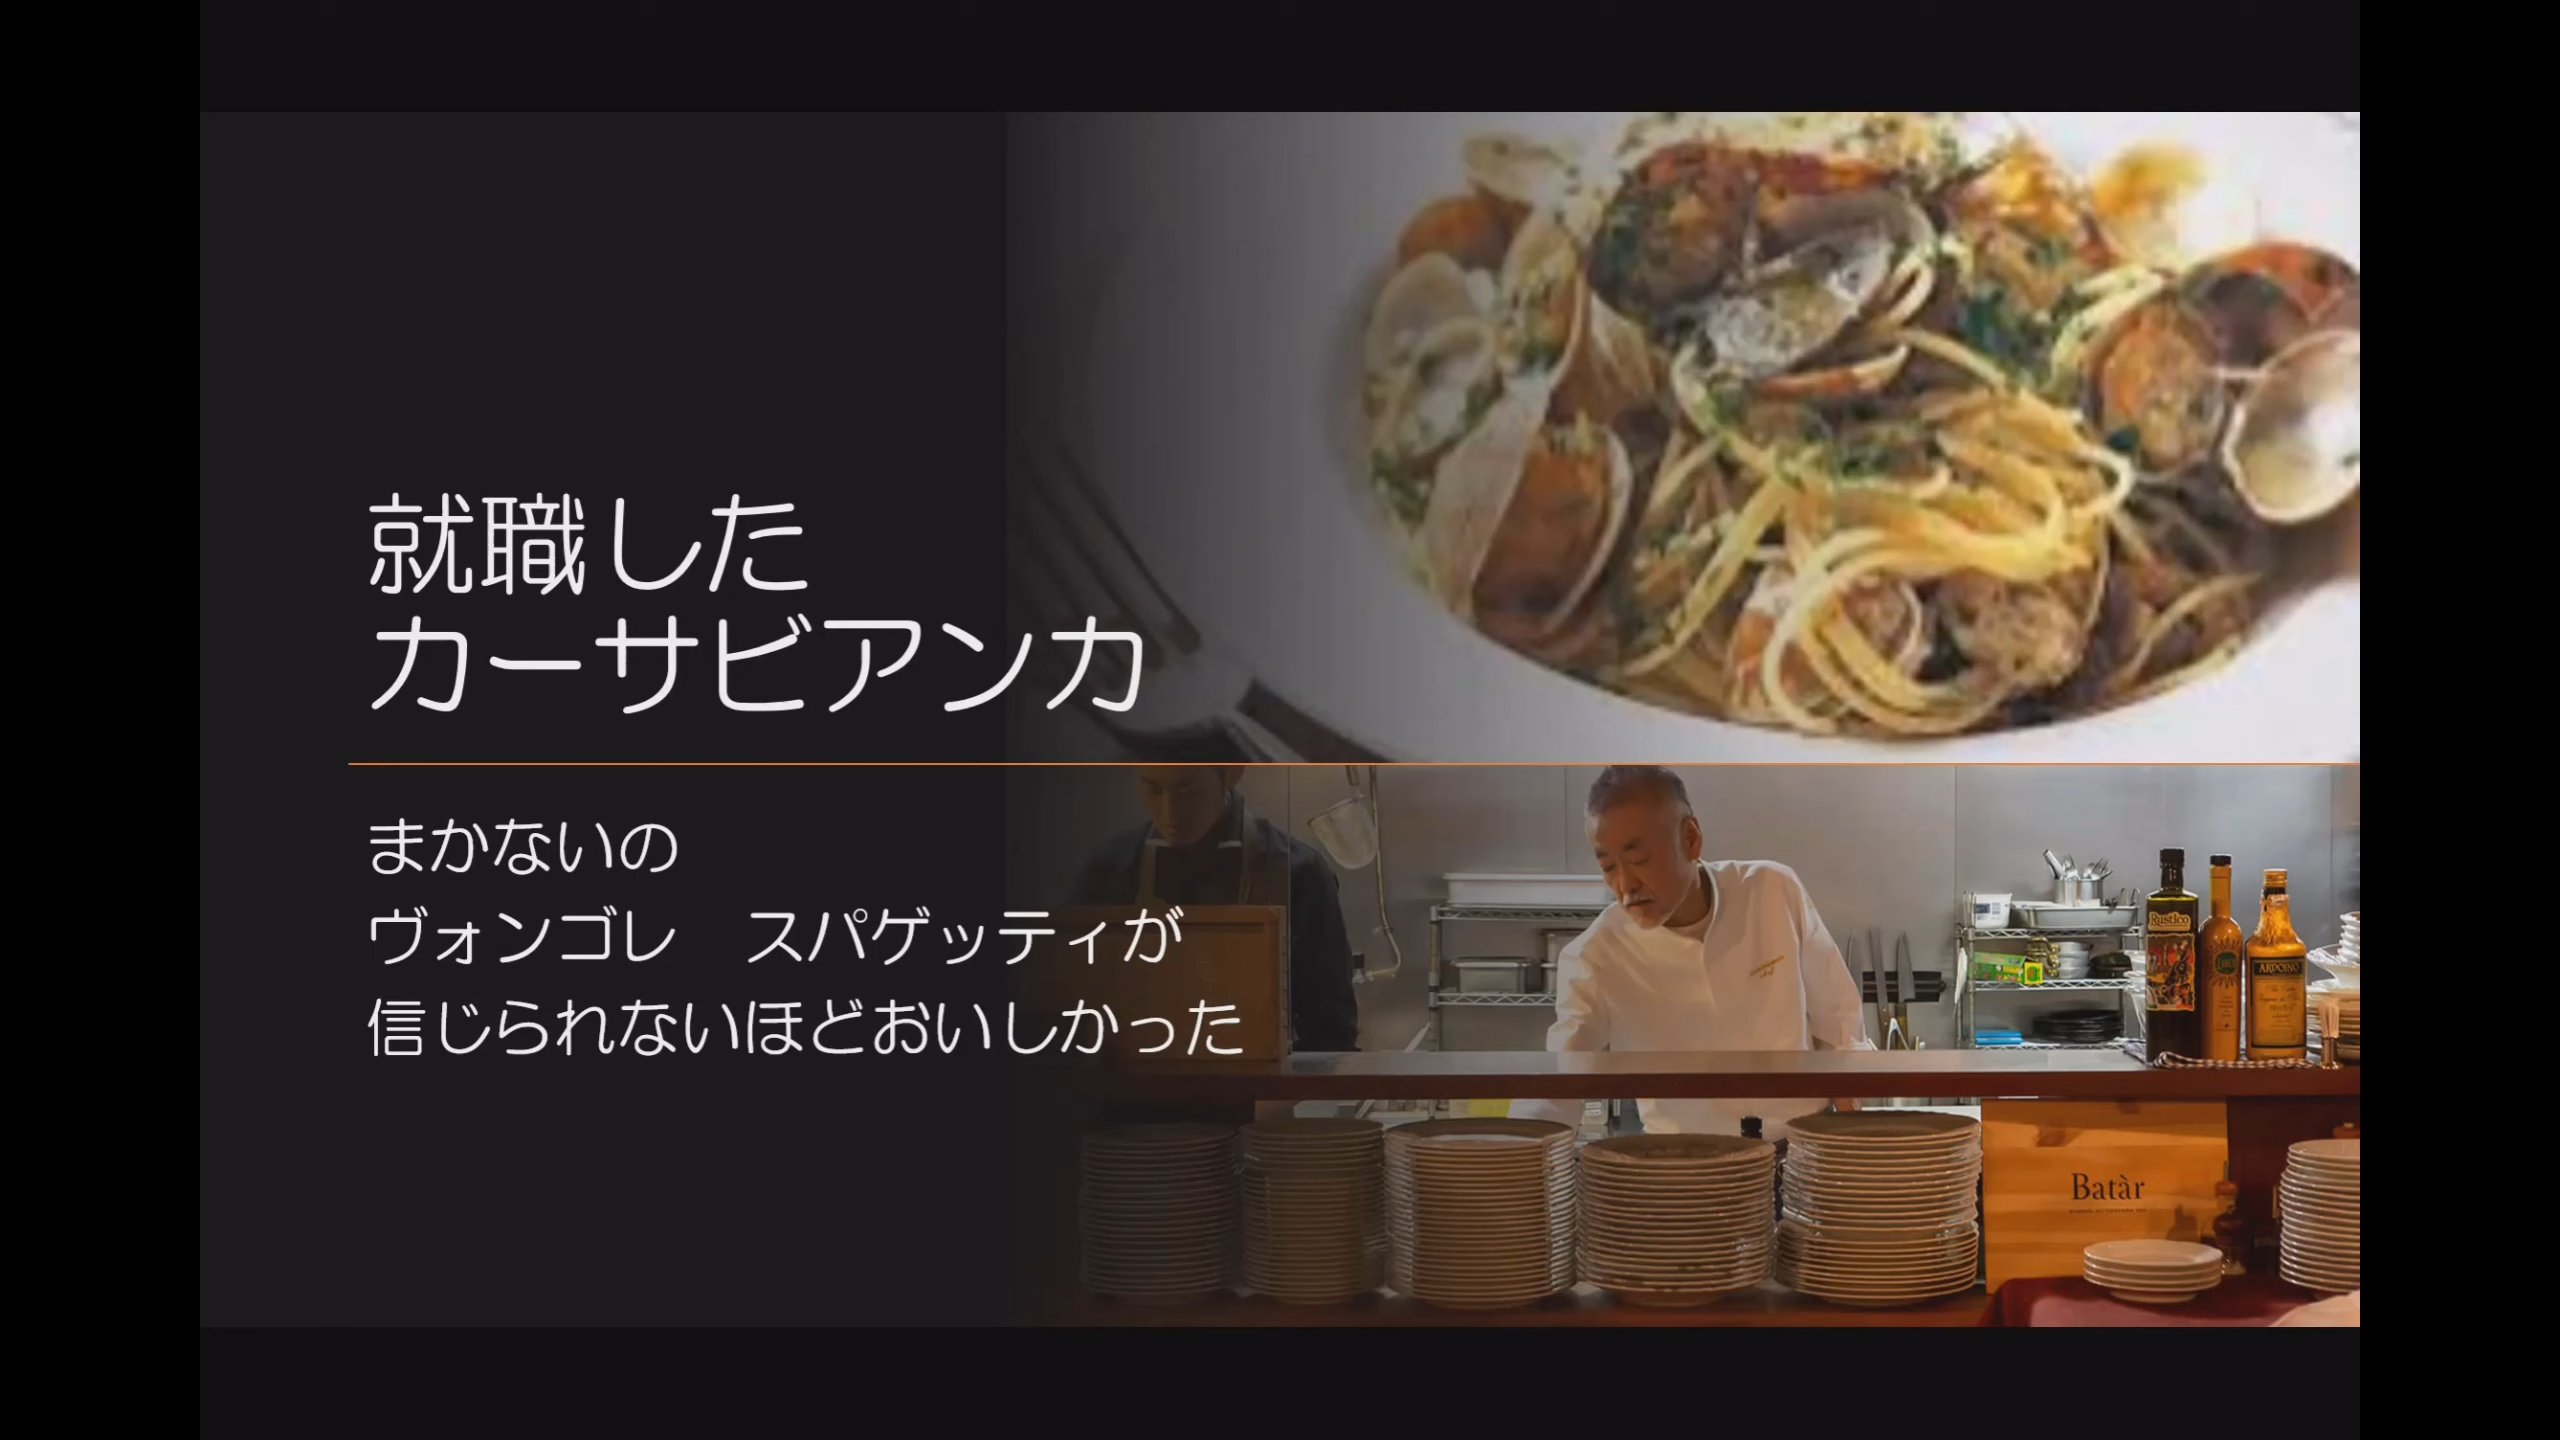 就職した
カーサビアンカ
まかないの
ヴォンゴレ　スパゲッティが
信じられないほどおいしかった
Rustico
ARDOINO
Batàr